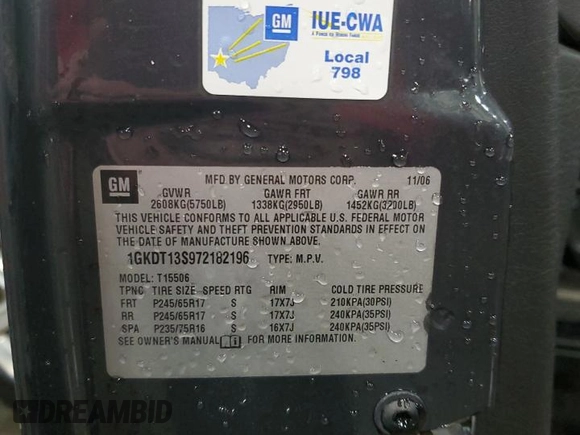 GM
IUE-CWA
A Force to Bring Time
Local
798
GM
MFD. BY GENERAL MOTORS CORP. 11/06
GVWR GAWR FRT GAWR RR
2608KG(5750LB) 1338KG(2950LB) 1452KG(3200LB)
THIS VEHICLE CONFORMS TO ALL APPLICABLE U.S. FEDERAL MOTOR
VEHICLE SAFETY AND THEFT PREVENTION STANDARDS IN EFFECT ON
THE DATE OF MANUFACTURE SHOWN ABOVE.
1GKDT13S972182196 TYPE: M.P.V.
MODEL: T15506
TPNC TIRE SIZE SPEED RTG RIM COLD TIRE PRESSURE
FRT P245/65R17 S 17X7J 210KPA(30PSI)
RR P245/65R17 S 17X7J 240KPA(35PSI)
SPA P235/75R16 S 16X7J 240KPA(35PSI)
SEE OWNER'S MANUAL FOR MORE INFORMATION.
DREAMBID